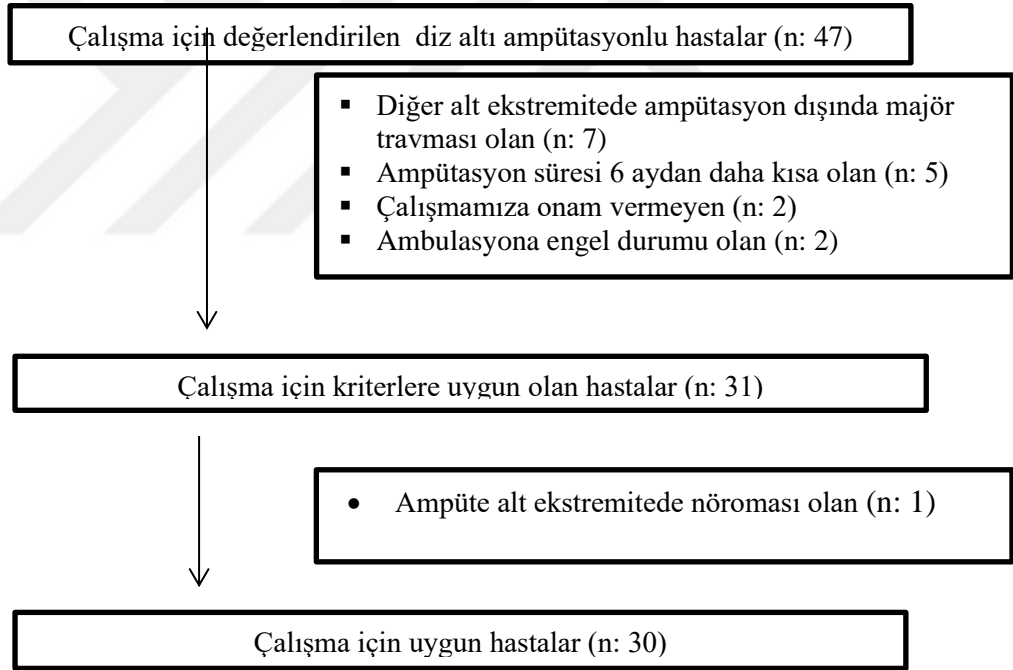 Çalışma için değerlendirilen diz altı ampütasyonlu hastalar (n: 47)
▪ Diğer alt ekstremitede ampütasyon dışında majör
travması olan (n: 7)
▪ Ampütasyon süresi 6 aydan daha kısa olan (n: 5)
▪ Çalışmamıza onam vermeyen (n: 2)
▪ Ambulasyona engel durumu olan (n: 2)
Çalışma için kriterlere uygun olan hastalar (n: 31)
• Ampüte alt ekstremitede nöroması olan (n: 1)
Çalışma için uygun hastalar (n: 30)